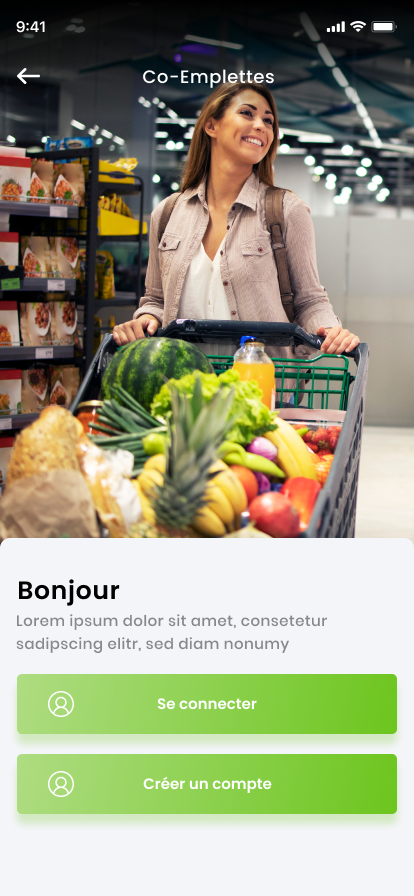 9:41
Co-Emplettes
Bonjour
Lorem ipsum dolor sit amet, consetetur
sadipscing elitr, sed diam nonumy
Se connecter
Créer un compte